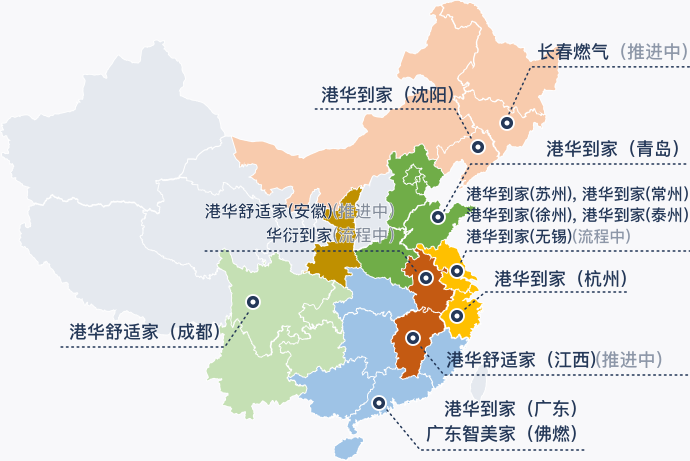 长春燃气（推进中）
港华到家（沈阳）
港华到家（青岛）
港华到家(苏州), 港华到家(常州)
港华舒适家(安徽)(推进中)
港华到家(徐州), 港华到家(泰州)
华衍到家(流程中)
港华到家(无锡)(流程中)
港华到家（杭州）
港华舒适家（成都）
港华舒适家（江西)(推进中）
港华到家（广东）
广东智美家（佛燃）